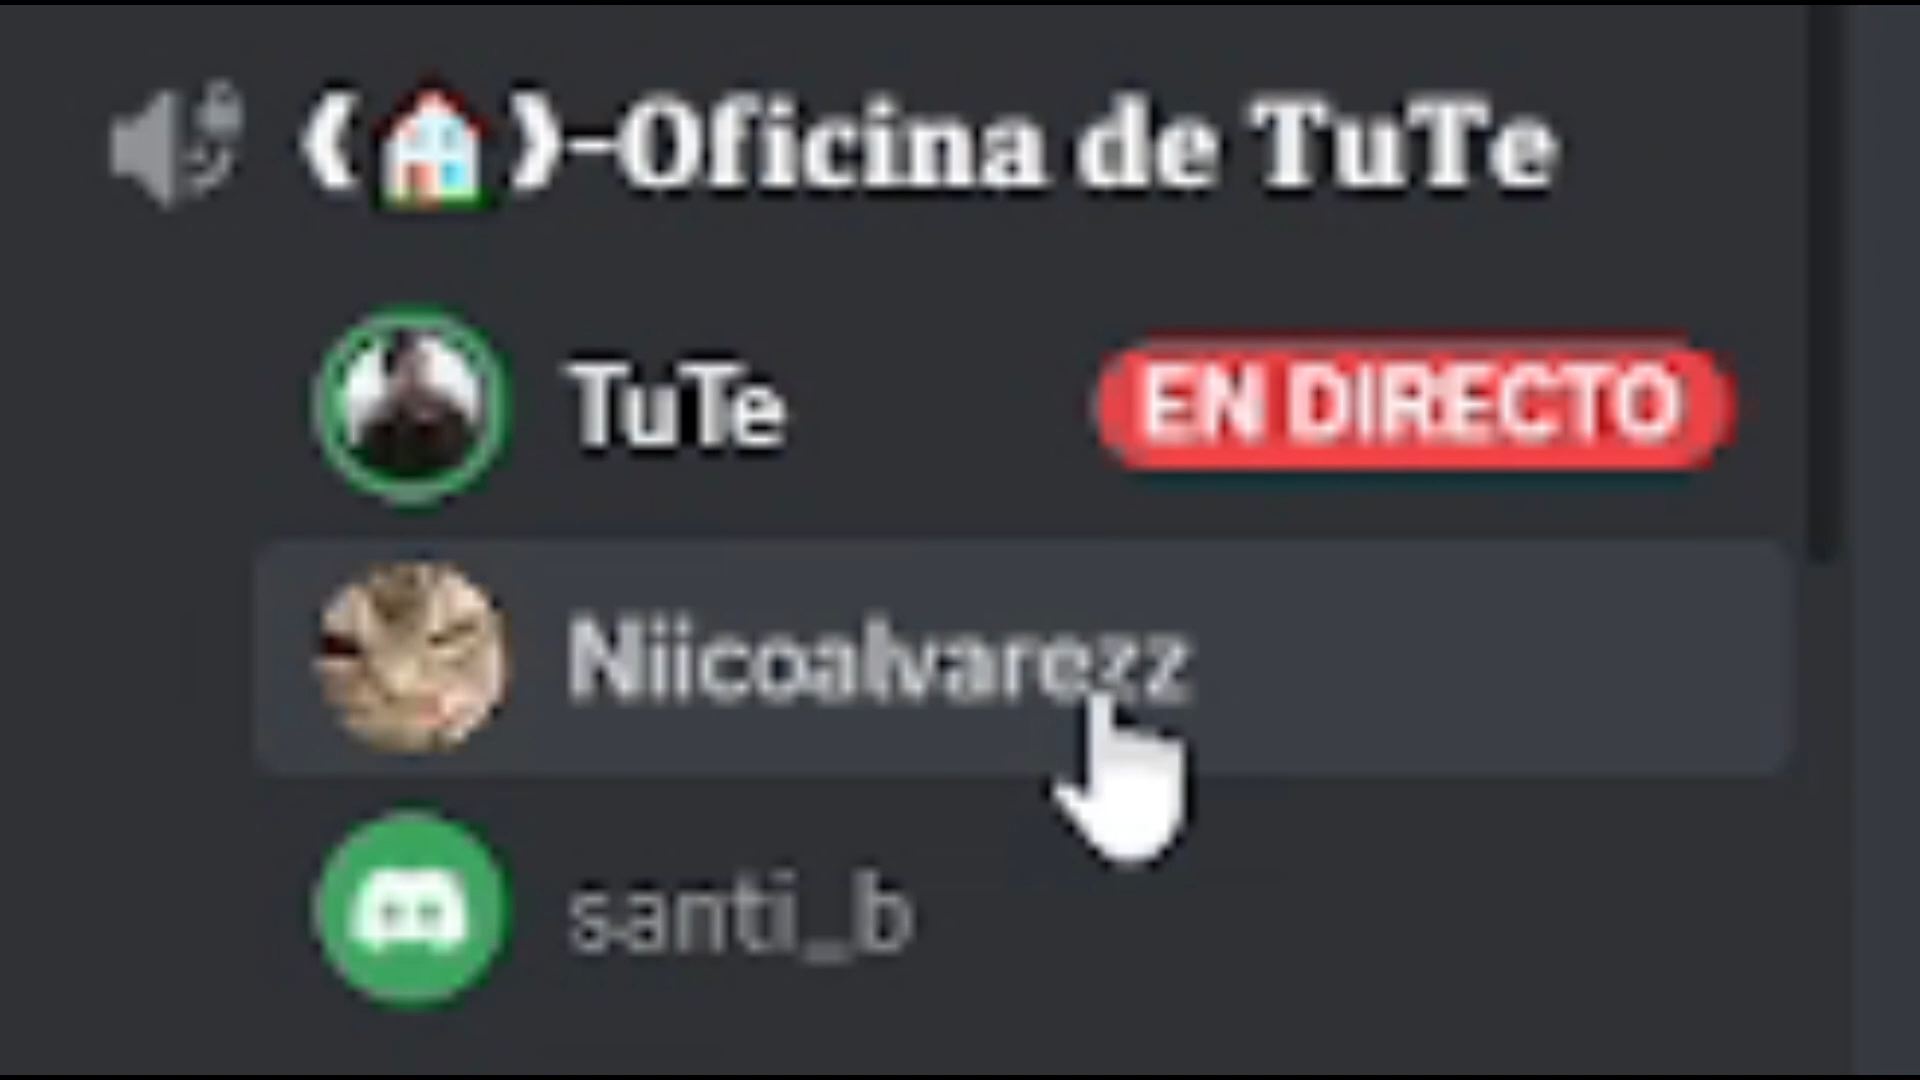 ❨🏠❩-Oficina de TuTe
TuTe EN DIRECTO
Niicoalvarezz
santi_b